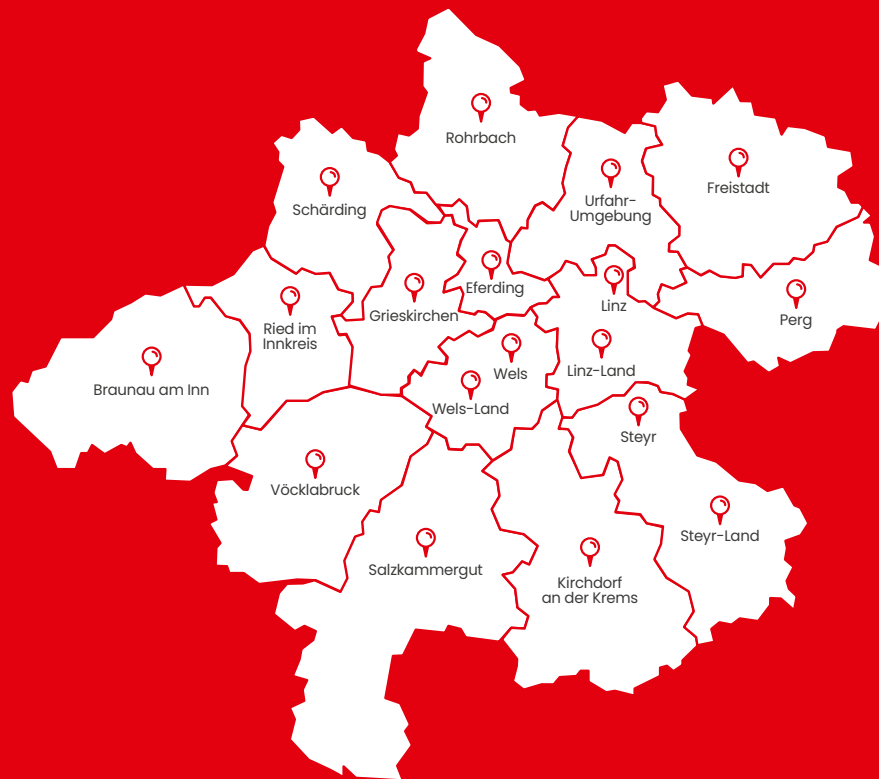 Rohrbach
Freistadt
Urfahr-
Umgebung
Schärding
Eferding
Linz
Grieskirchen
Perg
Ried im
Innkreis
Linz-Land
Wels
Braunau am Inn
Wels-Land
Steyr
Vöcklabruck
Steyr-Land
Salzkammergut
Kirchdorf
an der Krems